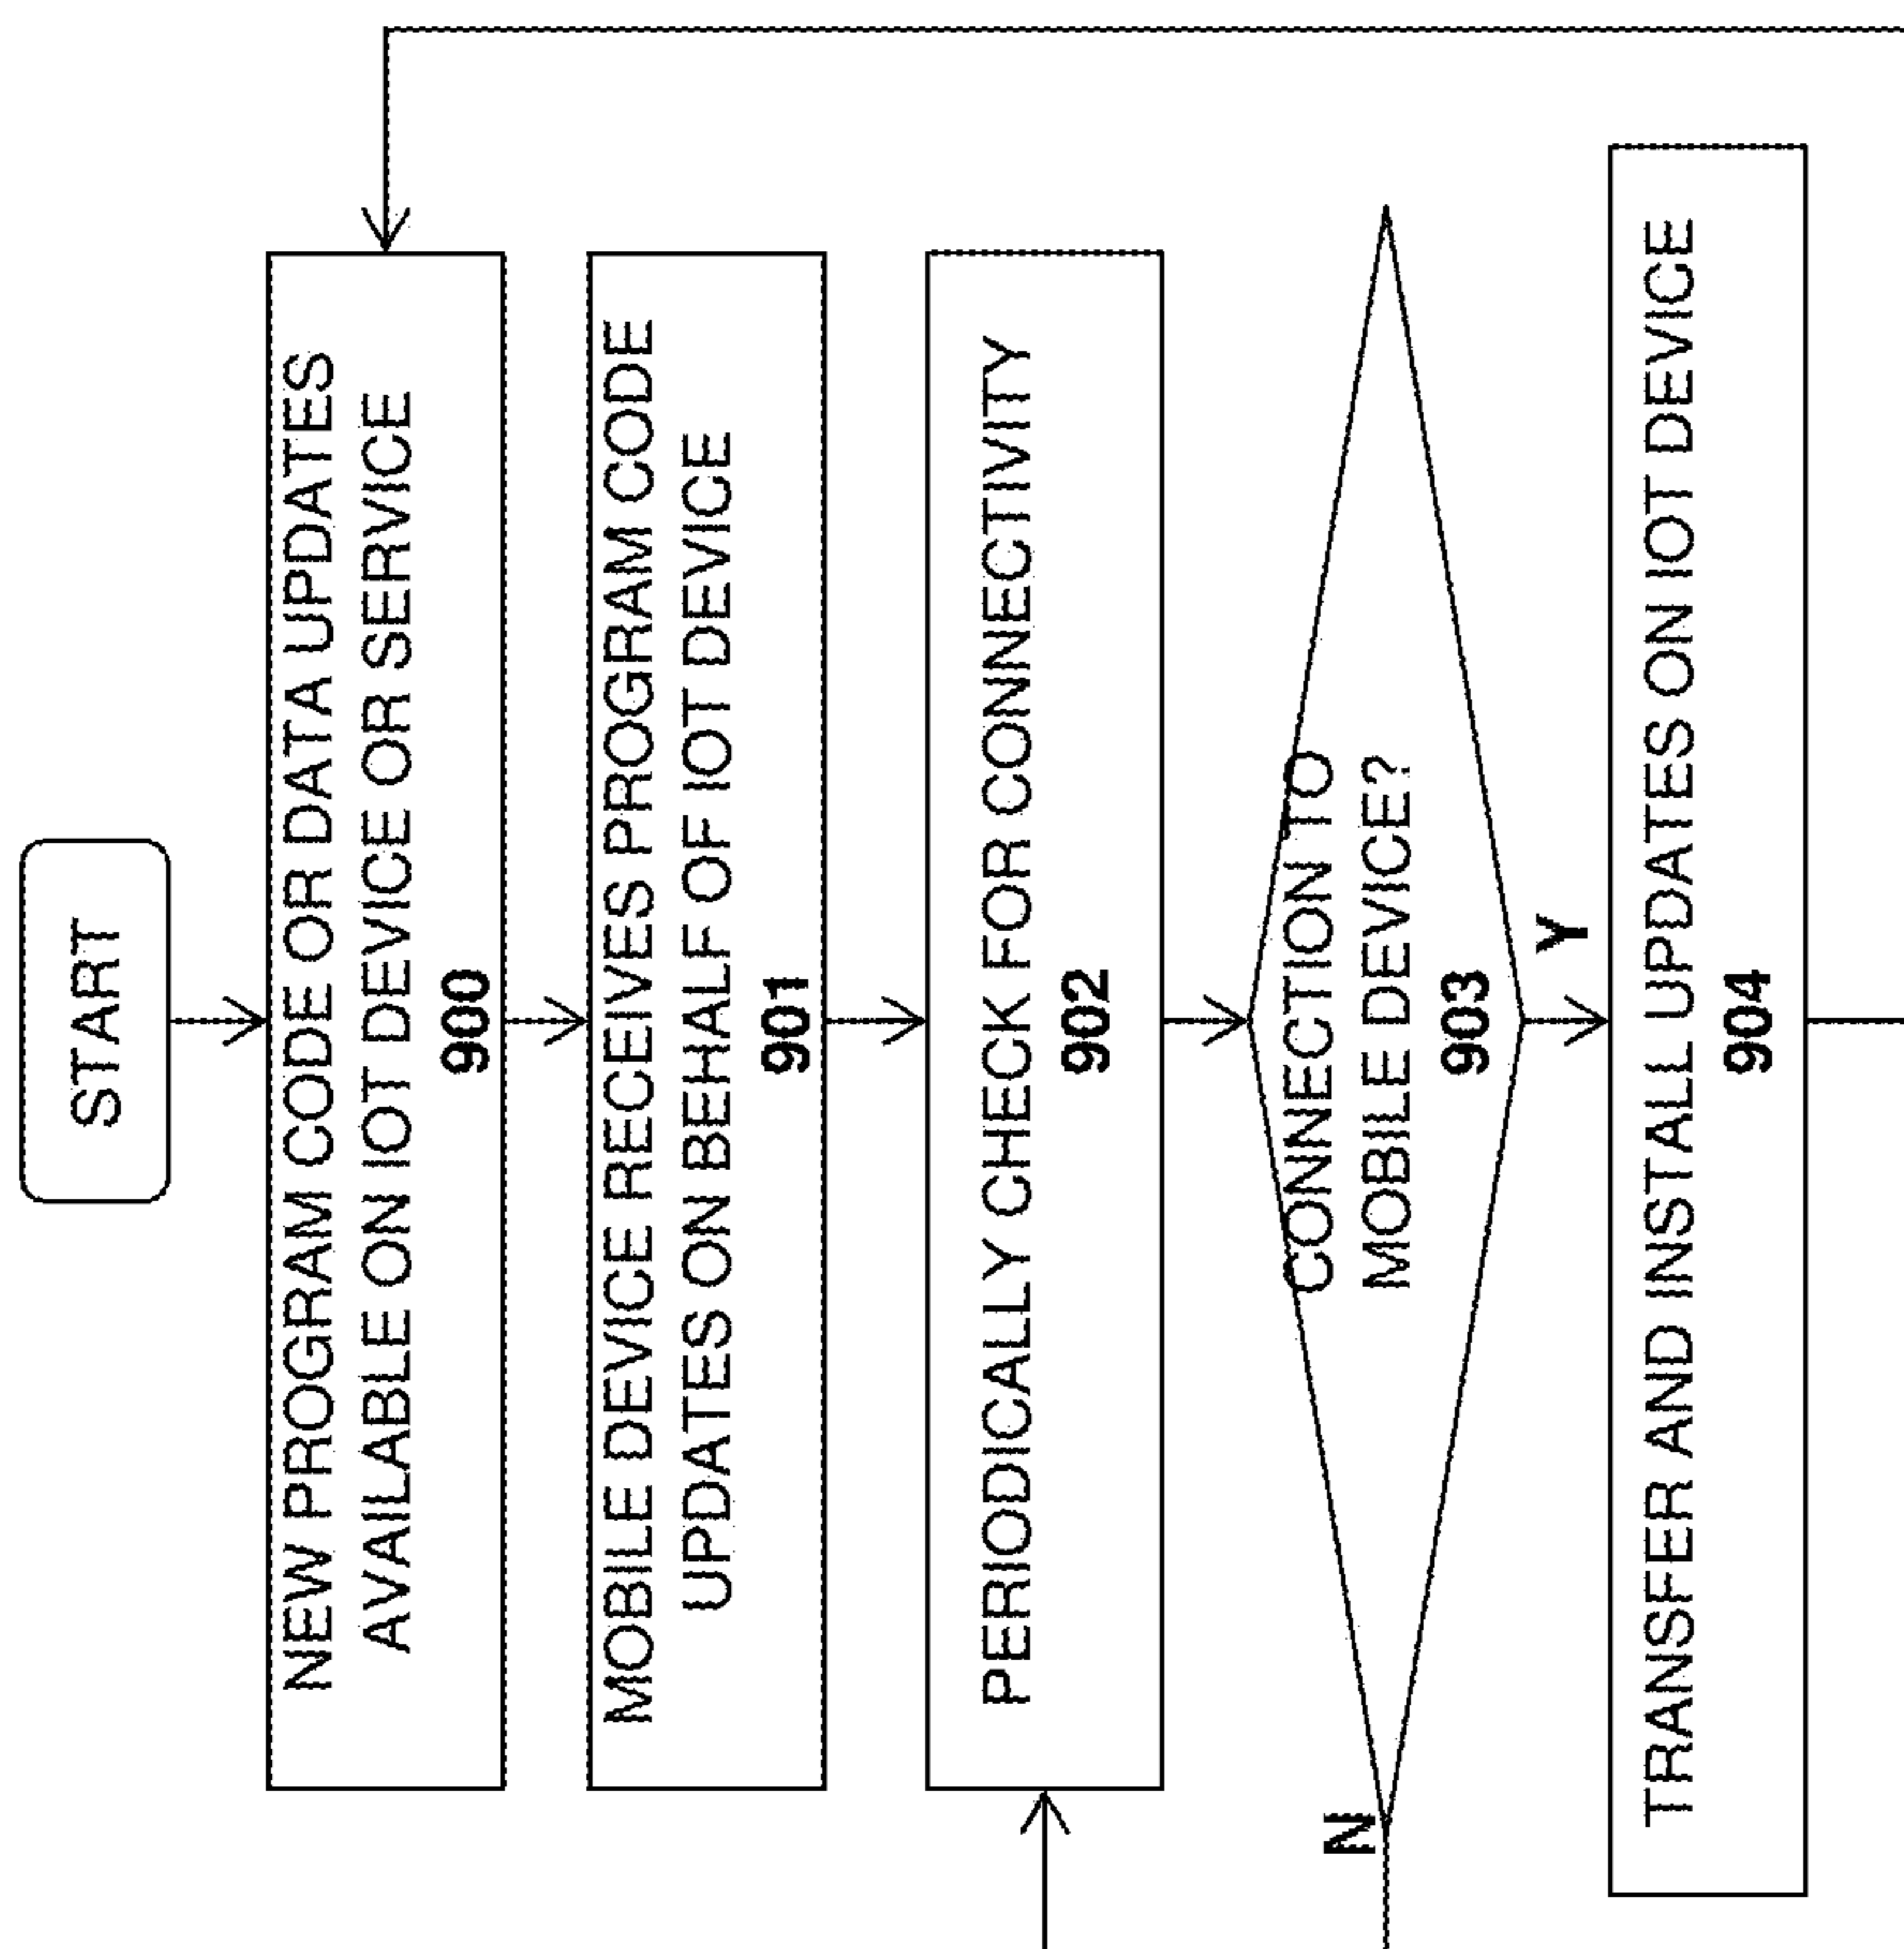 START
NEW PROGRAM CODE OR DATA UPDATES
AVAILABLE ON IOT DEVICE OR SERVICE
900
MOBILE DEVICE RECEIVES PROGRAM CODE
UPDATES ON BEHALF OF IOT DEVICE
901
PERIODICALLY CHECK FOR CONNECTIVITY
902
CONNECTION TO
MOBILE DEVICE?
903
N
Y
TRANSFER AND INSTALL UPDATES ON IOT DEVICE
904